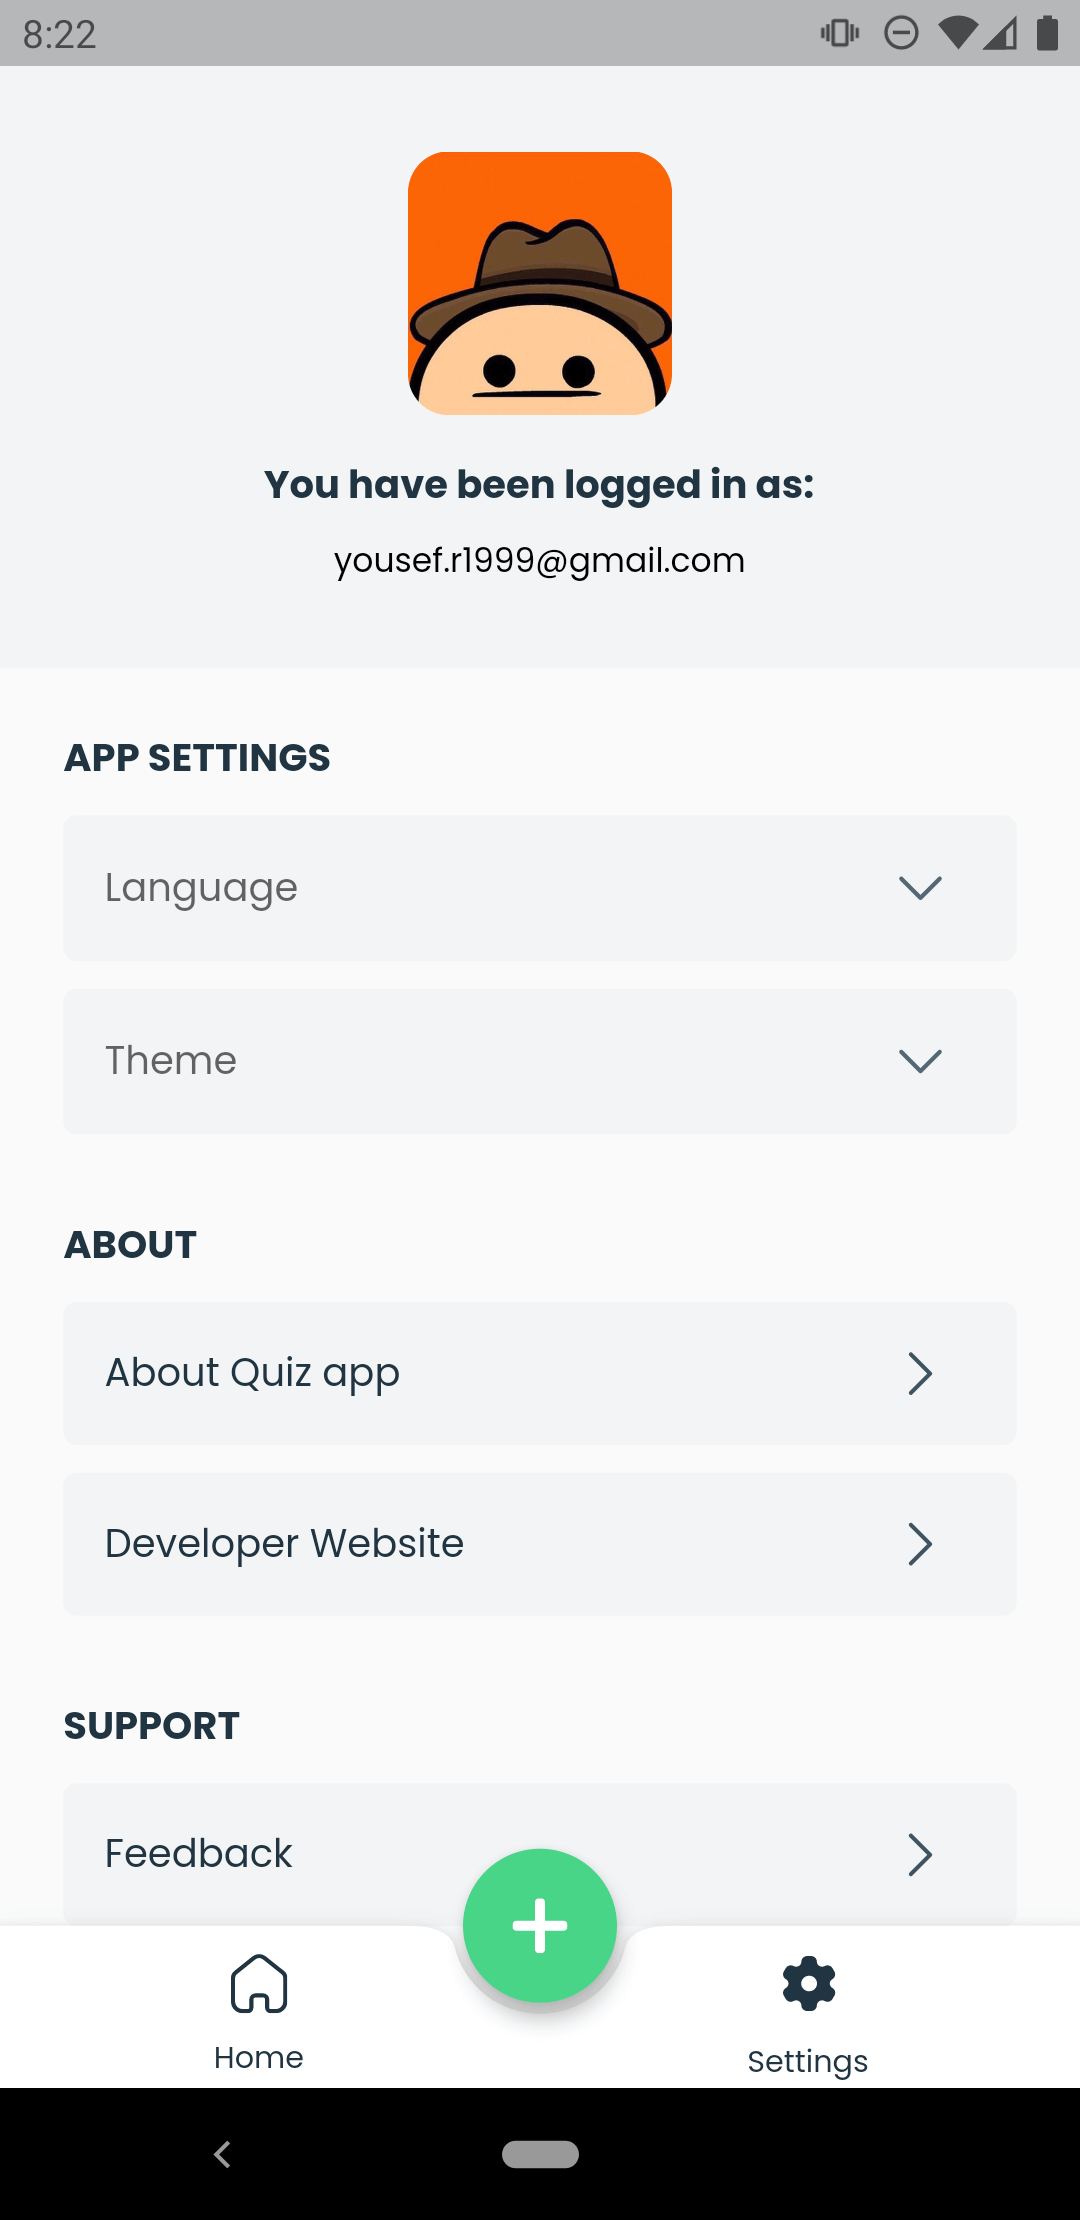 8:22
You have been logged in as:
yousef.r1999@gmail.com
APP SETTINGS
Language
Theme
ABOUT
About Quiz app
Developer Website
SUPPORT
Feedback
Home
Settings